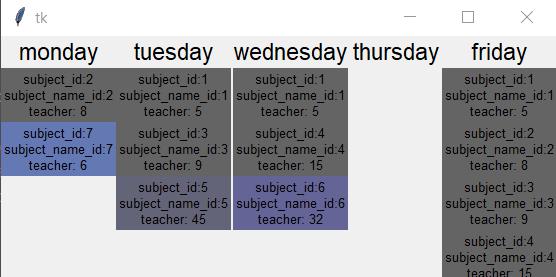 tk
monday tuesday wednesday thursday friday
subject_id:2
subject_name_id:2
teacher: 8
subject_id:7
subject_name_id:7
teacher: 6
subject_id:1
subject_name_id:1
teacher: 5
subject_id:3
subject_name_id:3
teacher: 9
subject_id:5
subject_name_id:5
teacher: 45
subject_id:1
subject_name_id:1
teacher: 5
subject_id:4
subject_name_id:4
teacher: 15
subject_id:6
subject_name_id:6
teacher: 32
subject_id:1
subject_name_id:1
teacher: 5
subject_id:2
subject_name_id:2
teacher: 8
subject_id:3
subject_name_id:3
teacher: 9
subject_id:4
subject_name_id:4
teacher: 15